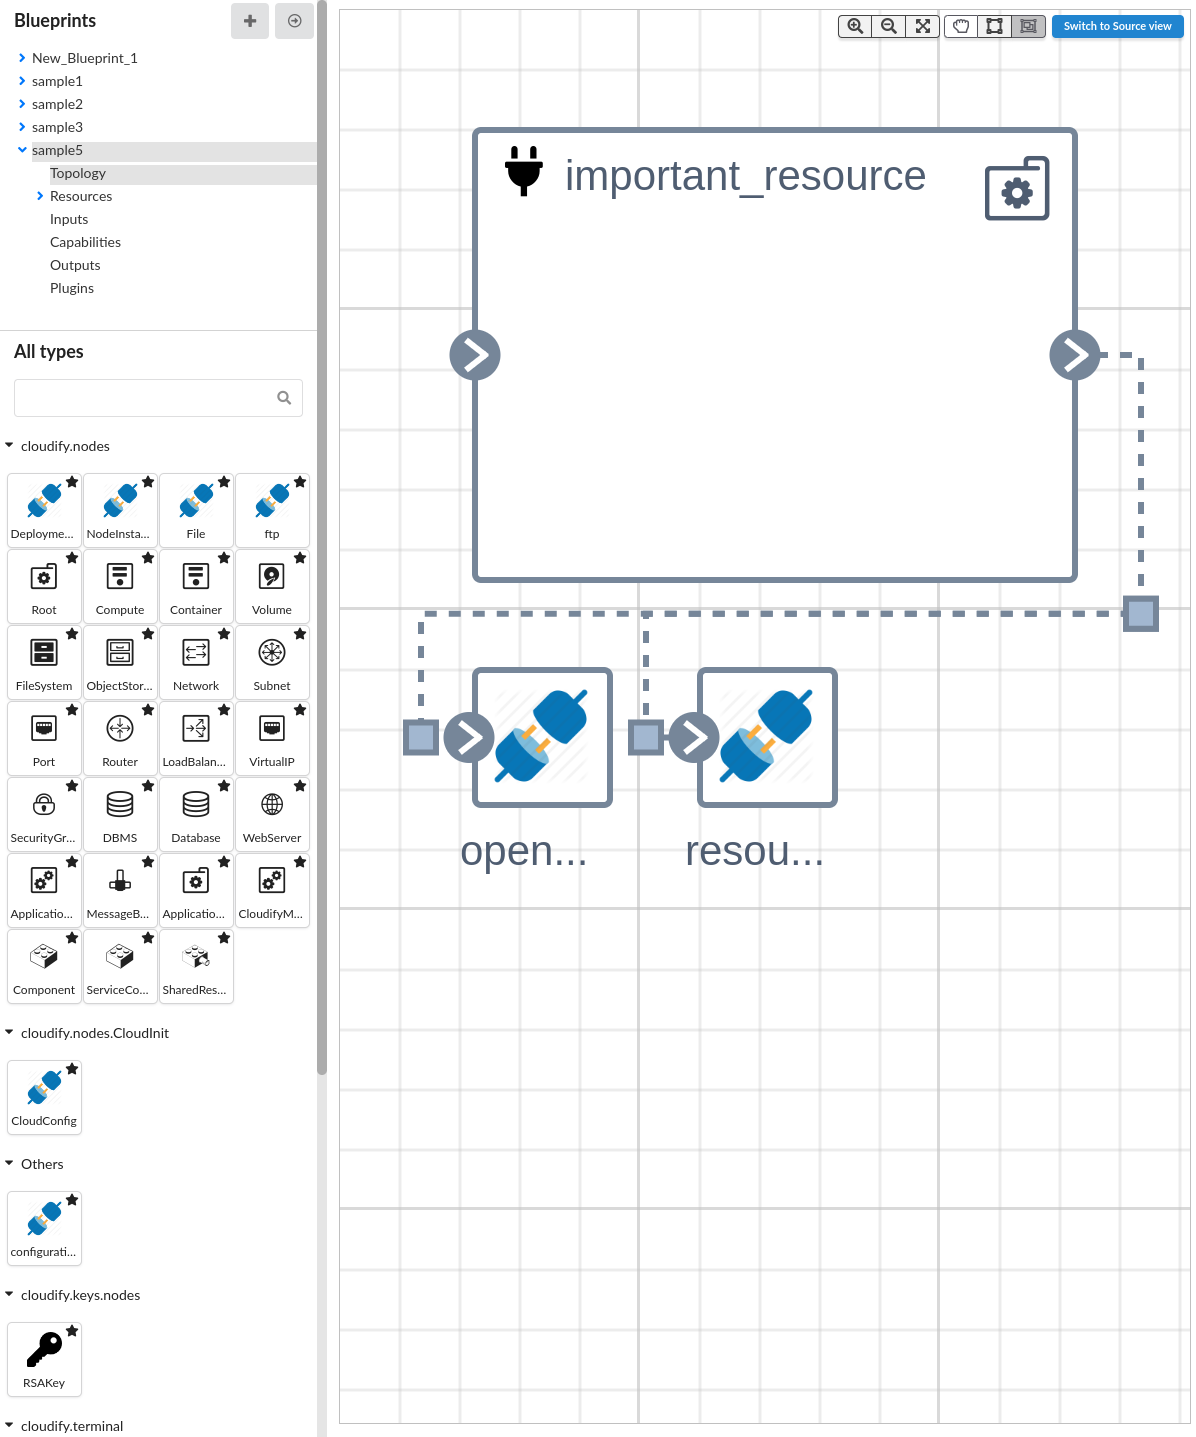 Blueprints
New_Blueprint_1
sample1
sample2
sample3
sample5
Topology
Resources
Inputs
Capabilities
Outputs
Plugins
All types
cloudify.nodes
Deployme... NodeInsta... File ftp
Root Compute Container Volume
FileSystem ObjectStor... Network Subnet
Port Router LoadBalan... VirtualIP
SecurityGr... DBMS Database WebServer
Applicatio... MessageB... Applicatio... CloudifyM...
Component ServiceCo... SharedRes...
cloudify.nodes.CloudInit
CloudConfig
Others
configurati...
cloudify.keys.nodes
RSAKey
cloudify.terminal
Switch to Source view
important_resource
open... resou...